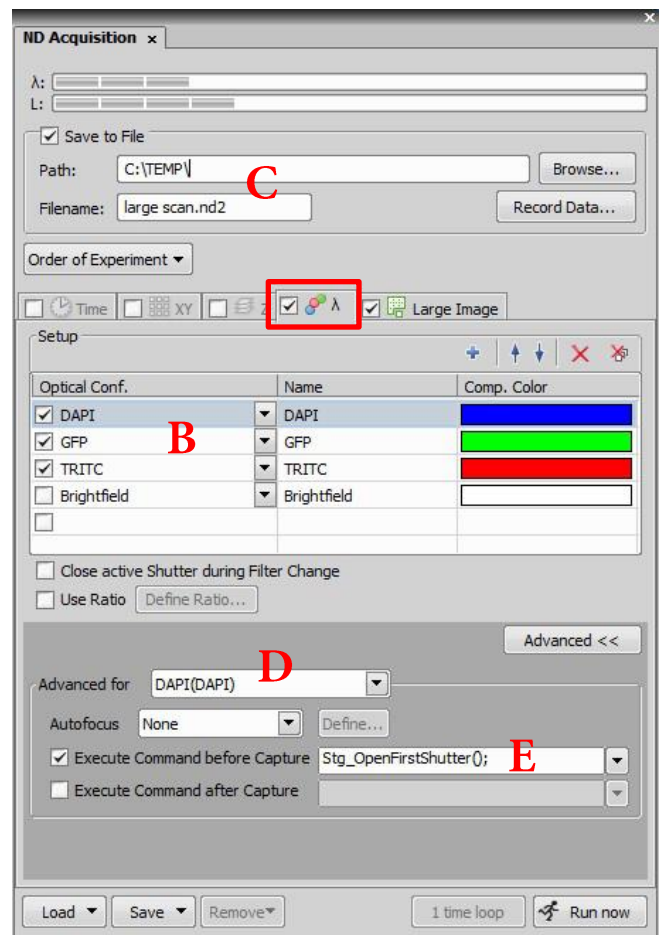 x
ND Acquisition x
λ:
L:
Save to File
Path: C:\TEMP\ Browse...
C
Filename: large scan.nd2 Record Data...
Order of Experiment
Time XY Z λ Large Image
Setup
Optical Conf. Name Comp. Color
DAPI DAPI
B
GFP GFP
TRITC TRITC
Brightfield Brightfield
Close active Shutter during Filter Change
Use Ratio Define Ratio...
Advanced <<
D
Advanced for DAPI(DAPI)
Autofocus None Define...
Execute Command before Capture Stg_OpenFirstShutter(); E
Execute Command after Capture
Load Save Remove 1 time loop Run now